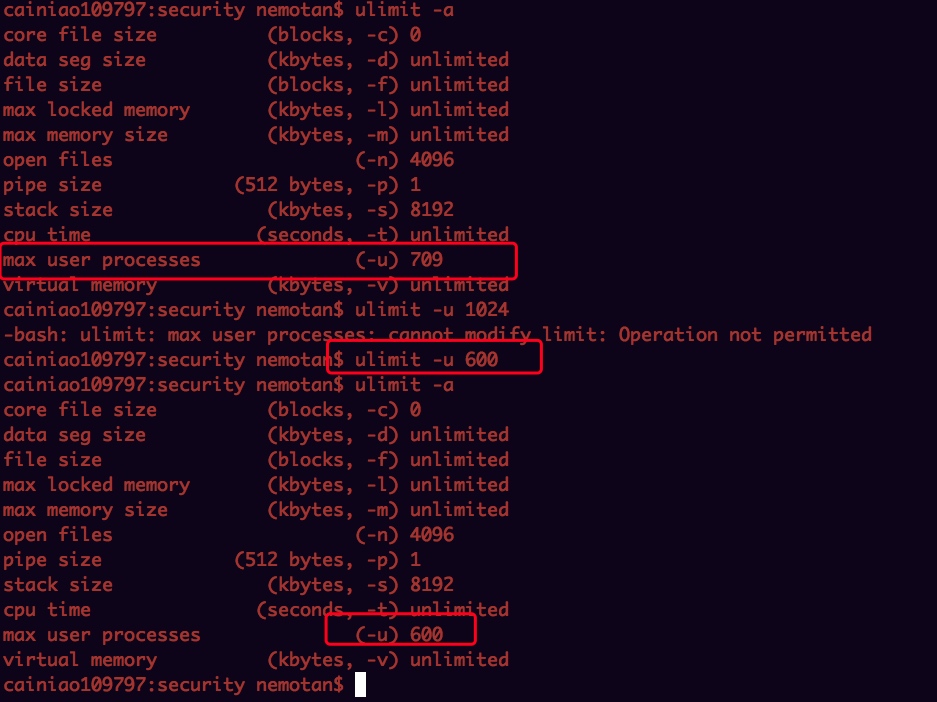 cainiao109797:security nemotan$ ulimit -a
core file size (blocks, -c) 0
data seg size (kbytes, -d) unlimited
file size (blocks, -f) unlimited
max locked memory (kbytes, -l) unlimited
max memory size (kbytes, -m) unlimited
open files (-n) 4096
pipe size (512 bytes, -p) 1
stack size (kbytes, -s) 8192
cpu time (seconds, -t) unlimited
max user processes (-u) 709
virtual memory (kbytes, -v) unlimited
cainiao109797:security nemotan$ ulimit -u 1024
-bash: ulimit: max user processes: cannot modify limit: Operation not permitted
cainiao109797:security nemotan$ ulimit -u 600
cainiao109797:security nemotan$ ulimit -a
core file size (blocks, -c) 0
data seg size (kbytes, -d) unlimited
file size (blocks, -f) unlimited
max locked memory (kbytes, -l) unlimited
max memory size (kbytes, -m) unlimited
open files (-n) 4096
pipe size (512 bytes, -p) 1
stack size (kbytes, -s) 8192
cpu time (seconds, -t) unlimited
max user processes (-u) 600
virtual memory (kbytes, -v) unlimited
cainiao109797:security nemotan$